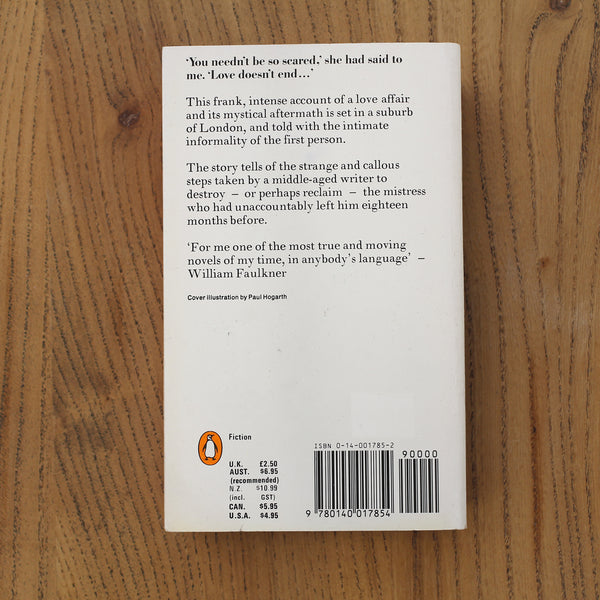 ‘You needn’t be so scared,’ she had said to
me. ‘Love doesn’t end...’
This frank, intense account of a love affair
and its mystical aftermath is set in a suburb
of London, and told with the intimate
informality of the first person.
The story tells of the strange and callous
steps taken by a middle-aged writer to
destroy – or perhaps reclaim – the mistress
who had unaccountably left him eighteen
months before.
‘For me one of the most true and moving
novels of my time, in anybody’s language’ –
William Faulkner
Cover illustration by Paul Hogarth
Fiction
U.K. £2.50
AUST. $6.95
(recommended)
N.Z. $10.99
(incl. GST)
CAN. $5.95
U.S.A. $4.95
ISBN 0-14-001785-2
90000
9 780140 017854